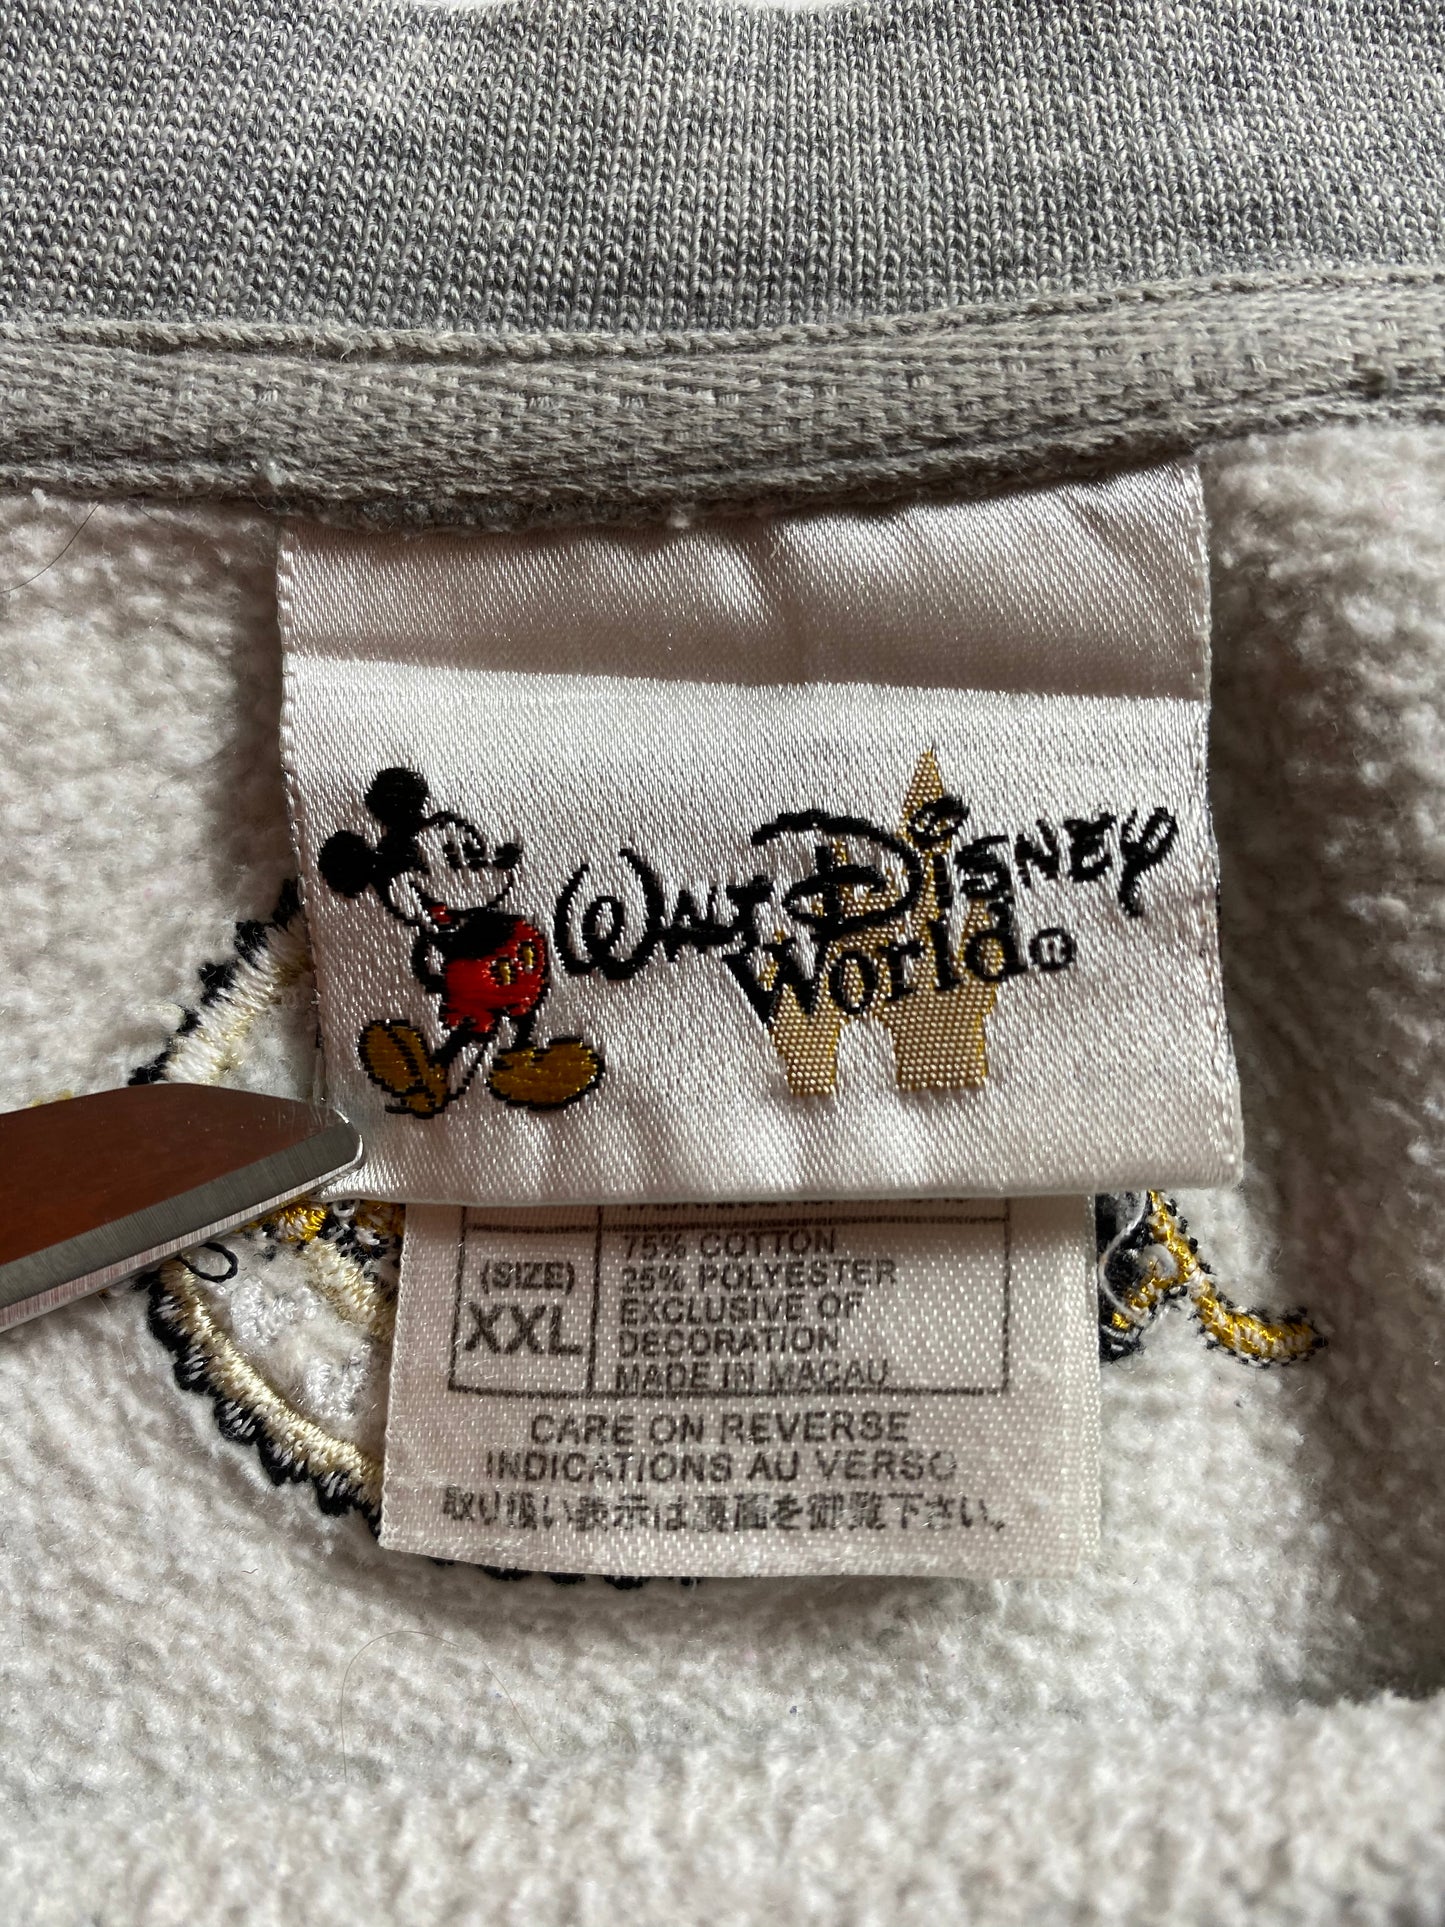 WALT DISNEY
World®
(SIZE)
XXL
75% COTTON
25% POLYESTER
EXCLUSIVE OF
DECORATION
MADE IN MACAU
CARE ON REVERSE
INDICATIONS AU VERSO
取り扱い表示は裏面を御覧下さい。